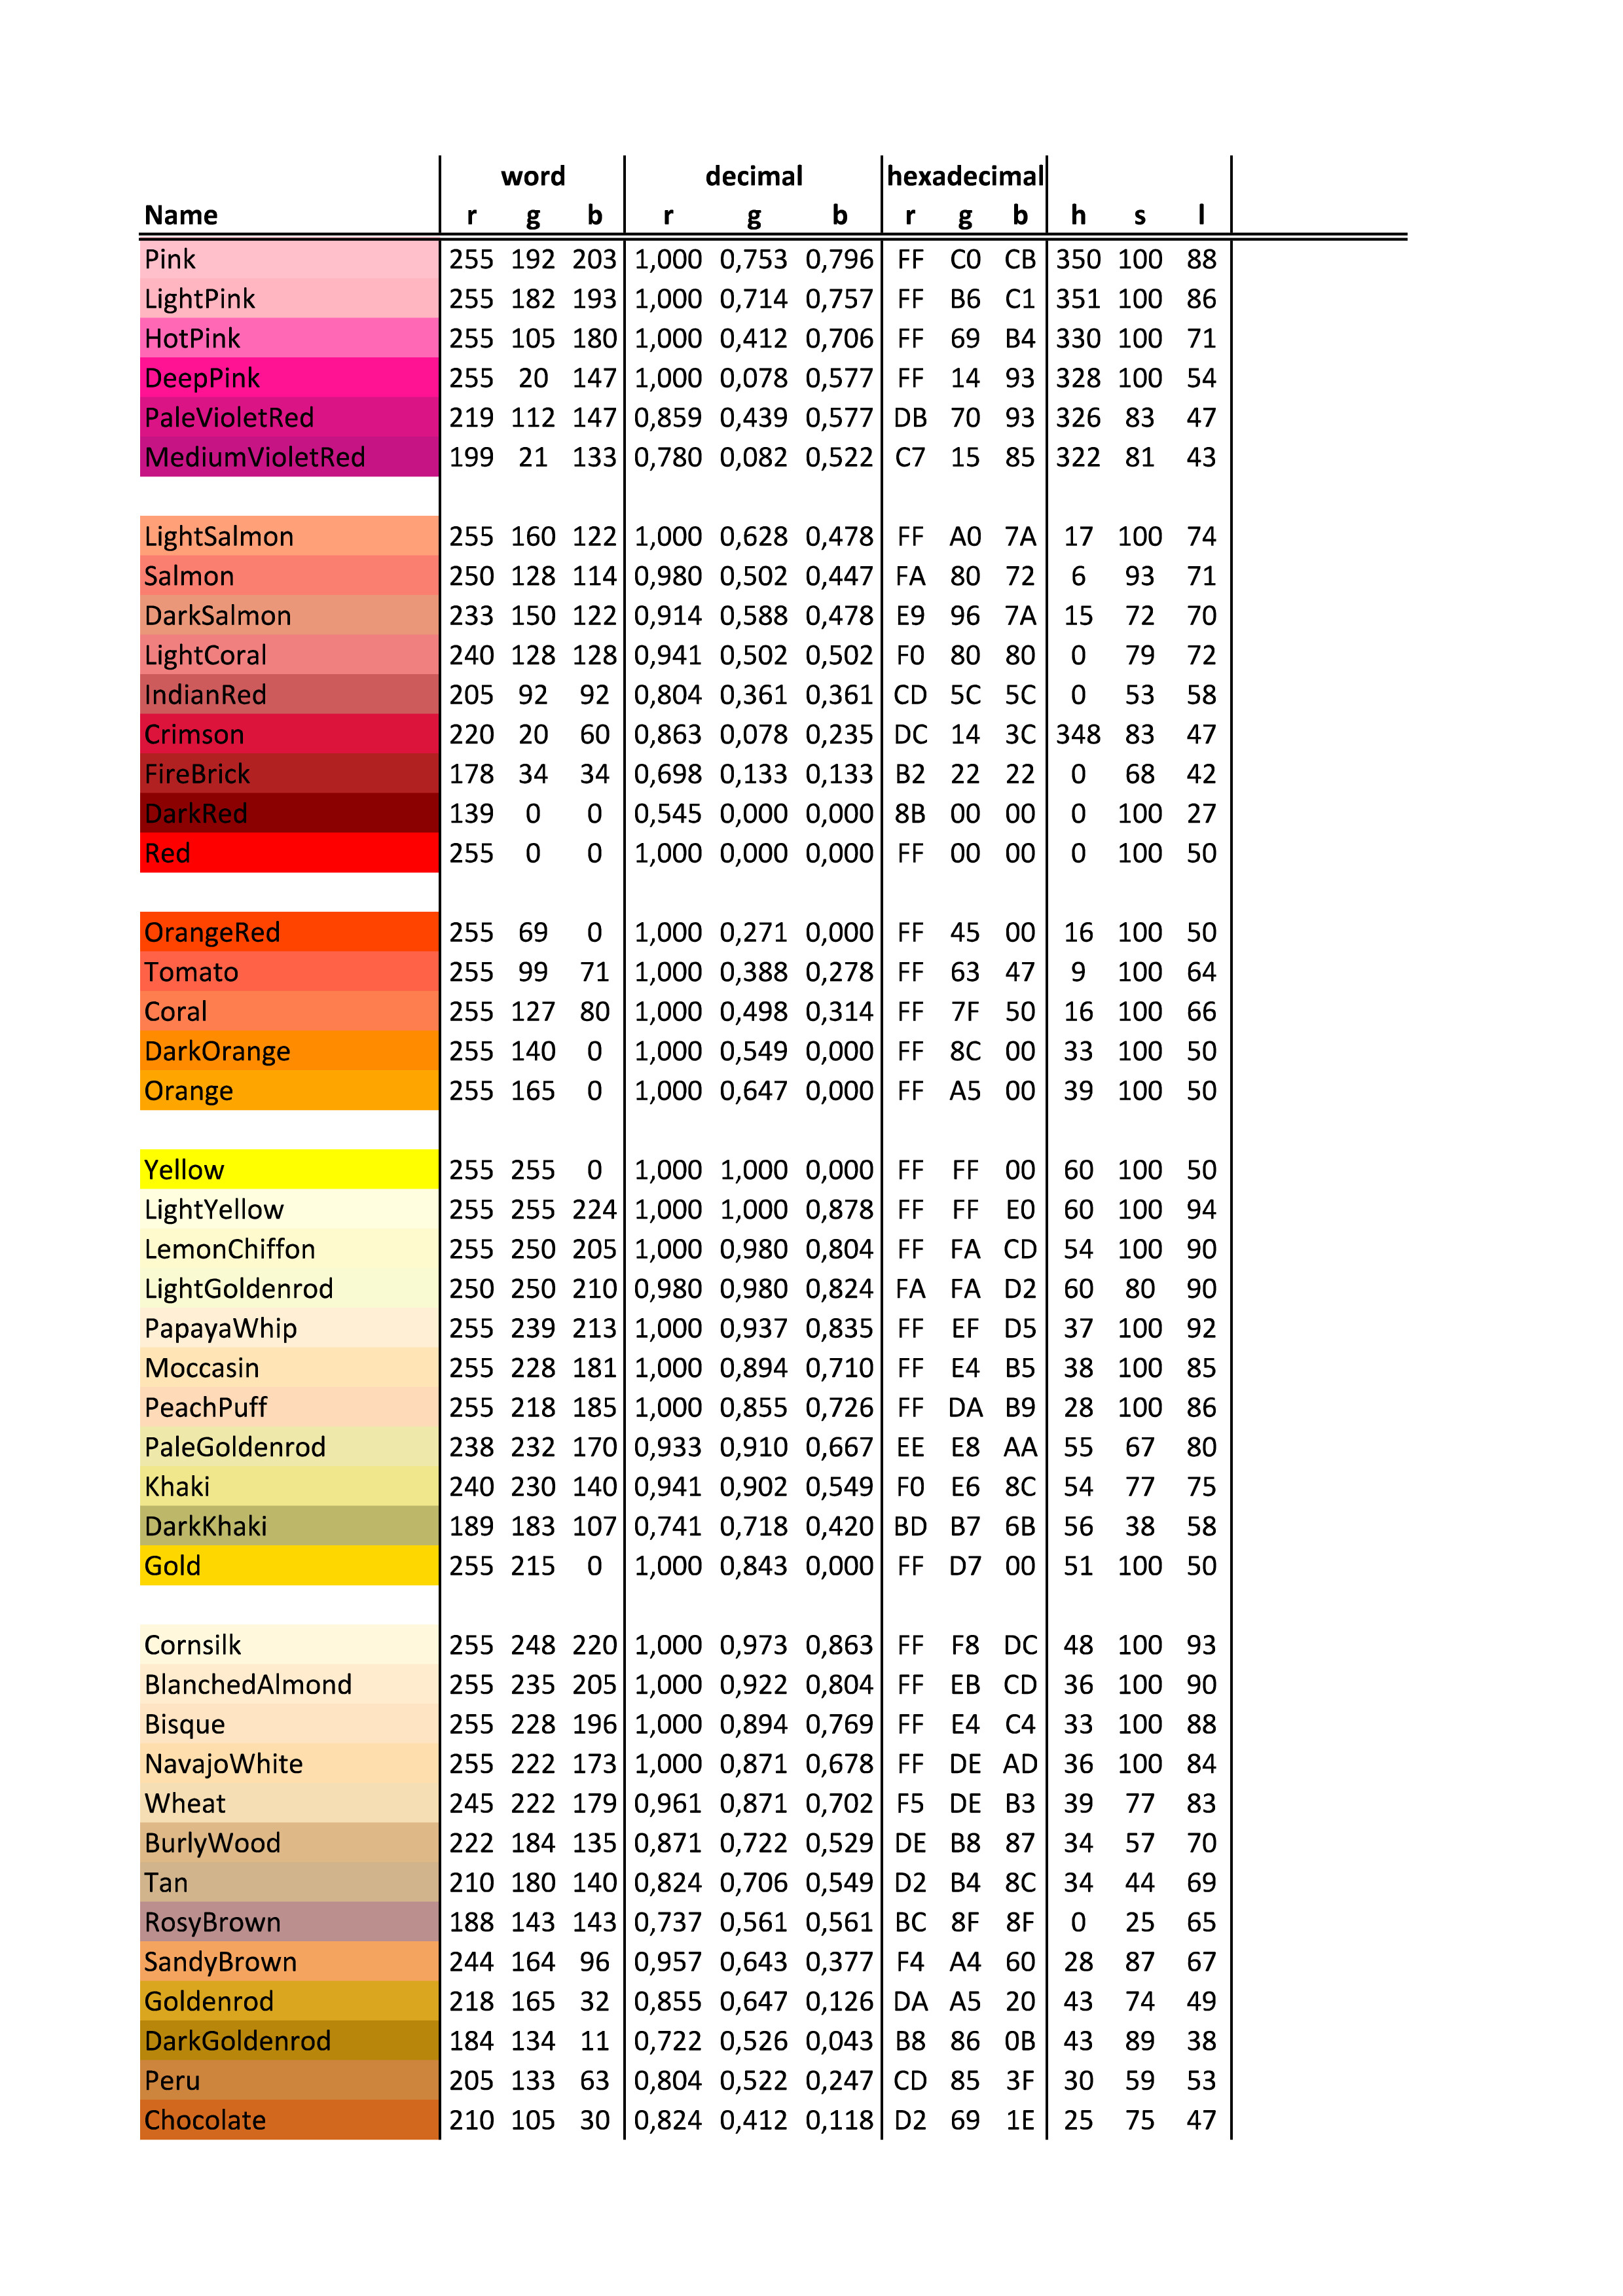 word decimal hexadecimal
Name r g b r g b r g b h s l
Pink 255 192 203 1,000 0,753 0,796 FF C0 CB 350 100 88
LightPink 255 182 193 1,000 0,714 0,757 FF B6 C1 351 100 86
HotPink 255 105 180 1,000 0,412 0,706 FF 69 B4 330 100 71
DeepPink 255 20 147 1,000 0,078 0,577 FF 14 93 328 100 54
PaleVioletRed 219 112 147 0,859 0,439 0,577 DB 70 93 326 83 47
MediumVioletRed 199 21 133 0,780 0,082 0,522 C7 15 85 322 81 43
LightSalmon 255 160 122 1,000 0,628 0,478 FF A0 7A 17 100 74
Salmon 250 128 114 0,980 0,502 0,447 FA 80 72 6 93 71
DarkSalmon 233 150 122 0,914 0,588 0,478 E9 96 7A 15 72 70
LightCoral 240 128 128 0,941 0,502 0,502 F0 80 80 0 79 72
IndianRed 205 92 92 0,804 0,361 0,361 CD 5C 5C 0 53 58
Crimson 220 20 60 0,863 0,078 0,235 DC 14 3C 348 83 47
FireBrick 178 34 34 0,698 0,133 0,133 B2 22 22 0 68 42
DarkRed 139 0 0 0,545 0,000 0,000 8B 00 00 0 100 27
Red 255 0 0 1,000 0,000 0,000 FF 00 00 0 100 50
OrangeRed 255 69 0 1,000 0,271 0,000 FF 45 00 16 100 50
Tomato 255 99 71 1,000 0,388 0,278 FF 63 47 9 100 64
Coral 255 127 80 1,000 0,498 0,314 FF 7F 50 16 100 66
DarkOrange 255 140 0 1,000 0,549 0,000 FF 8C 00 33 100 50
Orange 255 165 0 1,000 0,647 0,000 FF A5 00 39 100 50
Yellow 255 255 0 1,000 1,000 0,000 FF FF 00 60 100 50
LightYellow 255 255 224 1,000 1,000 0,878 FF FF E0 60 100 94
LemonChiffon 255 250 205 1,000 0,980 0,804 FF FA CD 54 100 90
LightGoldenrod 250 250 210 0,980 0,980 0,824 FA FA D2 60 80 90
PapayaWhip 255 239 213 1,000 0,937 0,835 FF EF D5 37 100 92
Moccasin 255 228 181 1,000 0,894 0,710 FF E4 B5 38 100 85
PeachPuff 255 218 185 1,000 0,855 0,726 FF DA B9 28 100 86
PaleGoldenrod 238 232 170 0,933 0,910 0,667 EE E8 AA 55 67 80
Khaki 240 230 140 0,941 0,902 0,549 F0 E6 8C 54 77 75
DarkKhaki 189 183 107 0,741 0,718 0,420 BD B7 6B 56 38 58
Gold 255 215 0 1,000 0,843 0,000 FF D7 00 51 100 50
Cornsilk 255 248 220 1,000 0,973 0,863 FF F8 DC 48 100 93
BlanchedAlmond 255 235 205 1,000 0,922 0,804 FF EB CD 36 100 90
Bisque 255 228 196 1,000 0,894 0,769 FF E4 C4 33 100 88
NavajoWhite 255 222 173 1,000 0,871 0,678 FF DE AD 36 100 84
Wheat 245 222 179 0,961 0,871 0,702 F5 DE B3 39 77 83
BurlyWood 222 184 135 0,871 0,722 0,529 DE B8 87 34 57 70
Tan 210 180 140 0,824 0,706 0,549 D2 B4 8C 34 44 69
RosyBrown 188 143 143 0,737 0,561 0,561 BC 8F 8F 0 25 65
SandyBrown 244 164 96 0,957 0,643 0,377 F4 A4 60 28 87 67
Goldenrod 218 165 32 0,855 0,647 0,126 DA A5 20 43 74 49
DarkGoldenrod 184 134 11 0,722 0,526 0,043 B8 86 0B 43 89 38
Peru 205 133 63 0,804 0,522 0,247 CD 85 3F 30 59 53
Chocolate 210 105 30 0,824 0,412 0,118 D2 69 1E 25 75 47